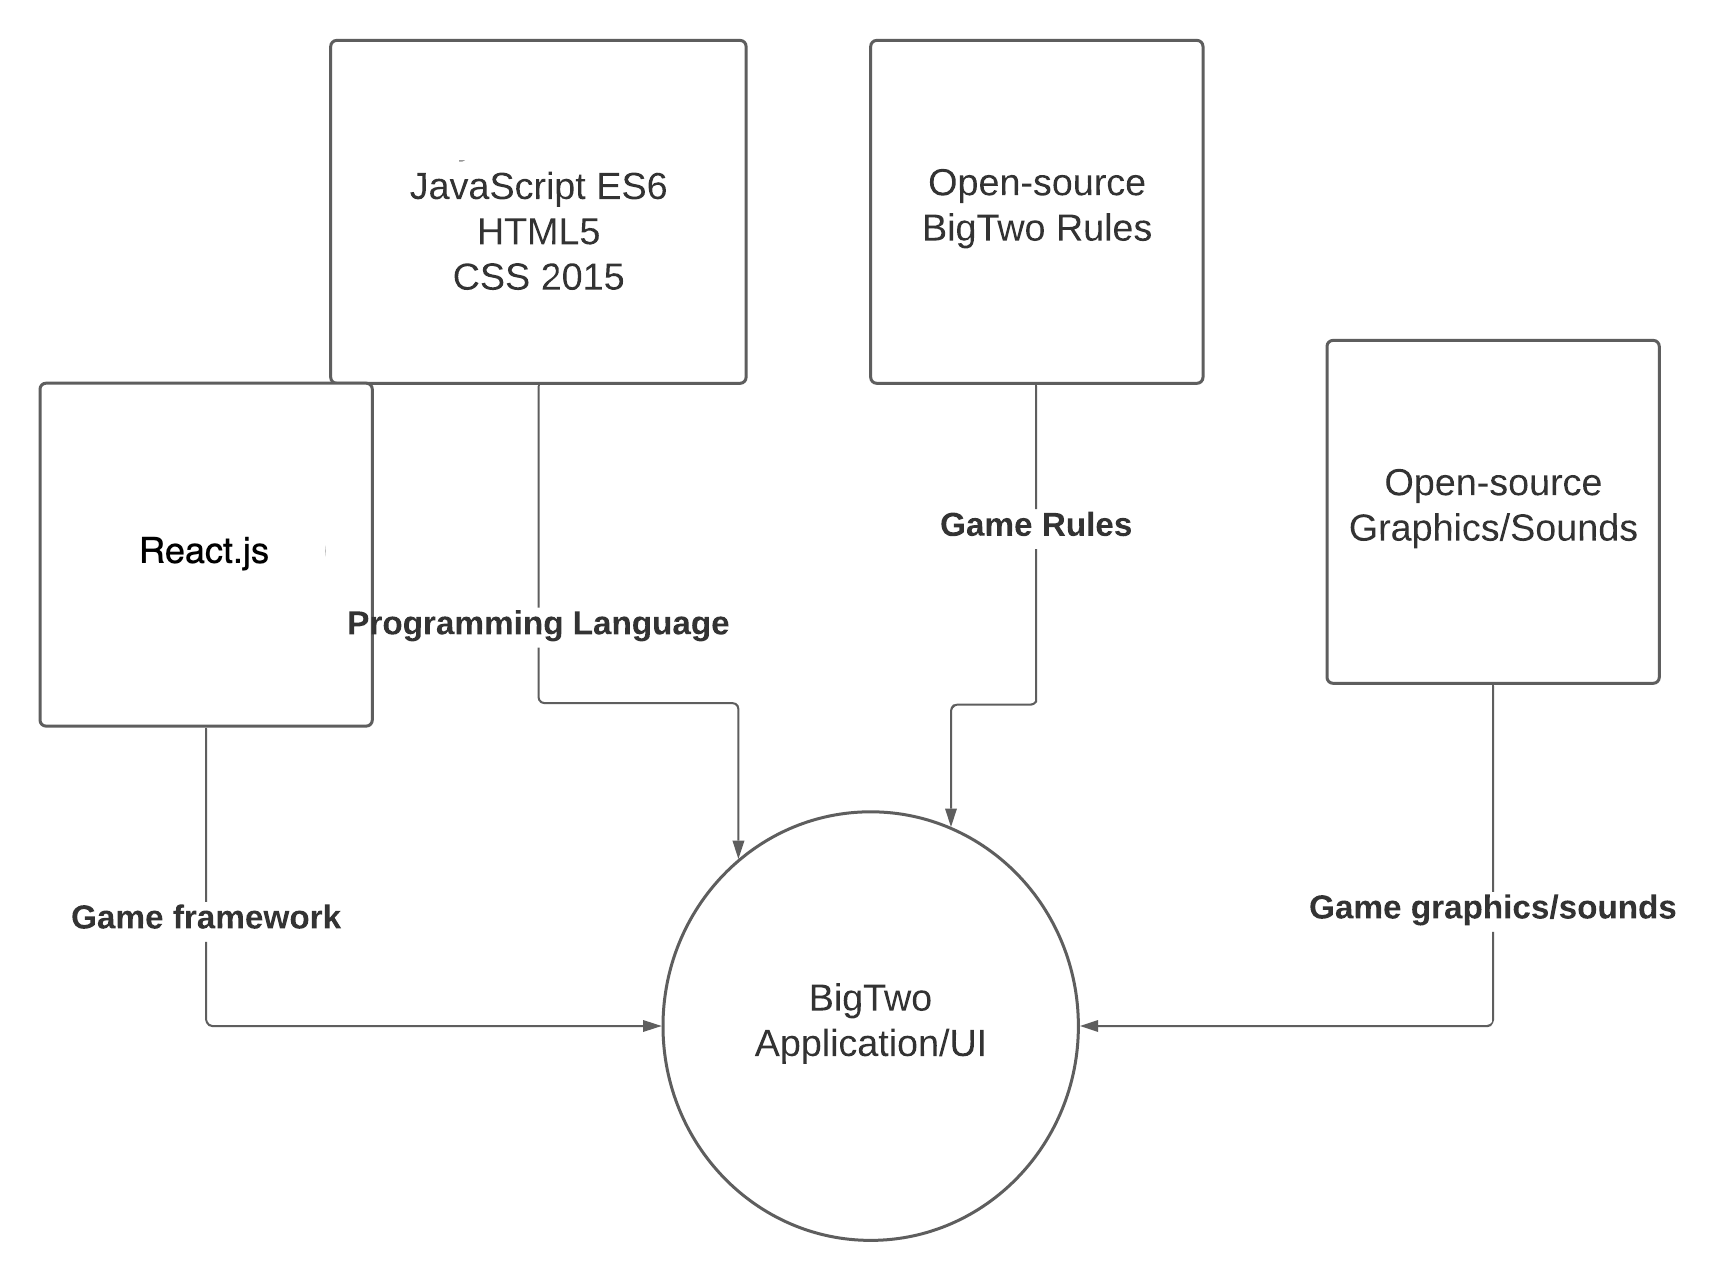 JavaScript ES6
HTML5
CSS 2015
Open-source
BigTwo Rules
Open-source
Graphics/Sounds
React.js
Game Rules
Programming Language
Game framework
Game graphics/sounds
BigTwo
Application/UI